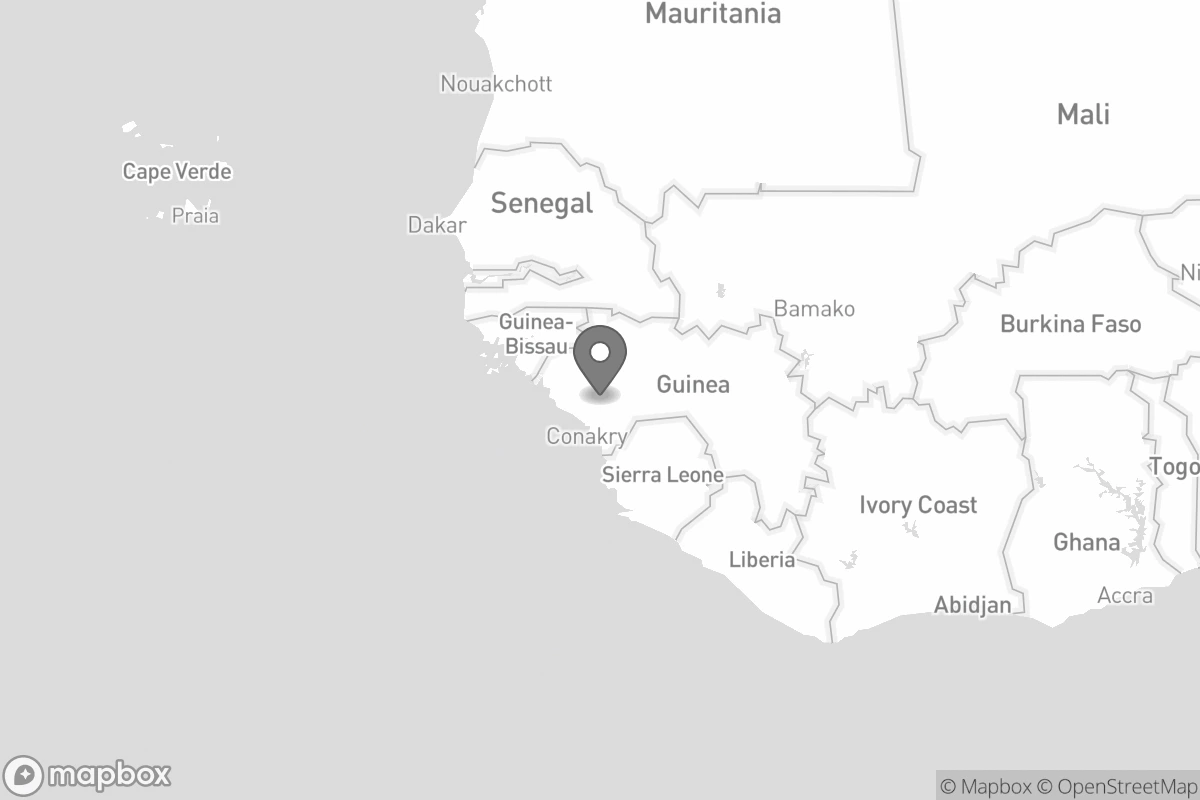 Mauritania
Nouakchott
Mali
Cape Verde
Senegal
Praia
Dakar
Ni
Bamako
Guinea-
Bissau
Burkina Faso
Guinea
Conakry
Togo
Sierra Leone
Ivory Coast
Ghana
Liberia
Accra
Abidjan
mapbox
© Mapbox © OpenStreetMap